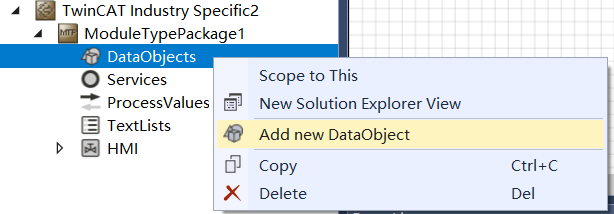 TwinCAT Industry Specific2
MTP ModuleTypePackage1
DataObjects
Services
ProcessValues
TextLists
HMI
Scope to This
New Solution Explorer View
Add new DataObject
Copy Ctrl+C
Delete Del